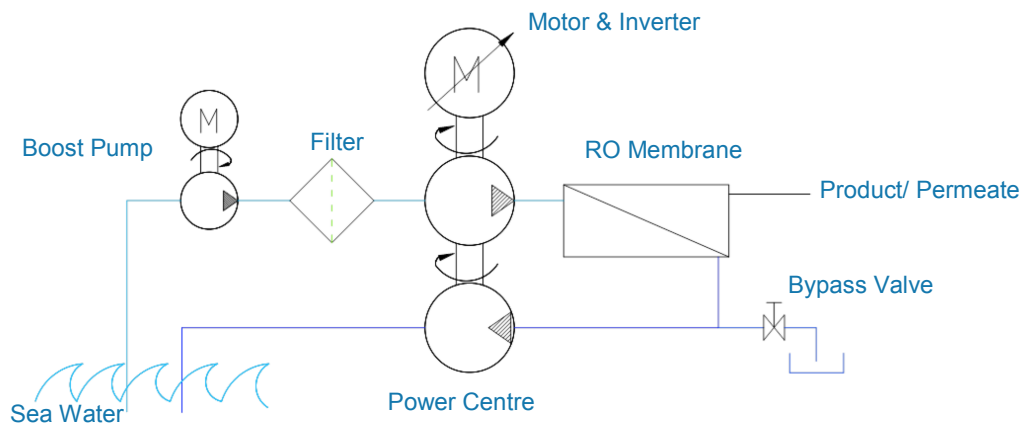 Motor & Inverter
M
M
Boost Pump
Filter
RO Membrane
Product/ Permeate
Bypass Valve
Power Centre
Sea Water